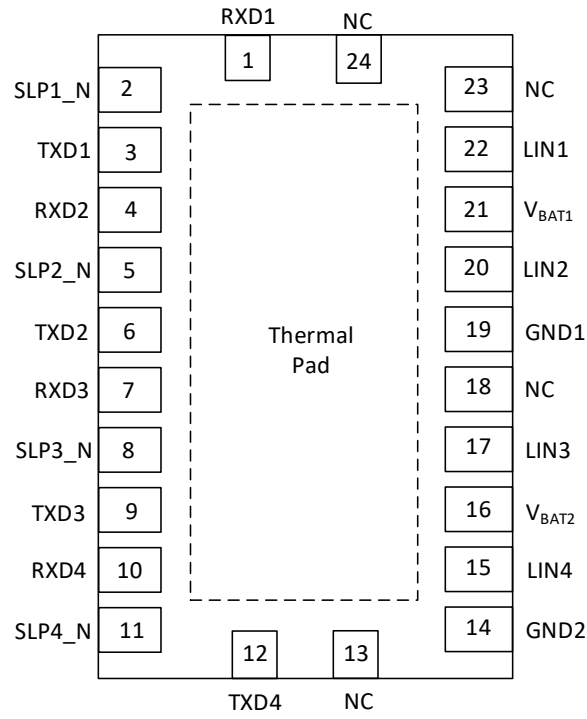 RXD1 NC
1 24
SLP1_N 2 23 NC
TXD1 3 22 LIN1
RXD2 4 21 VBAT1
SLP2_N 5 20 LIN2
TXD2 6 19 GND1
Thermal
Pad
RXD3 7 18 NC
SLP3_N 8 17 LIN3
TXD3 9 16 VBAT2
RXD4 10 15 LIN4
SLP4_N 11 14 GND2
12 13
TXD4 NC